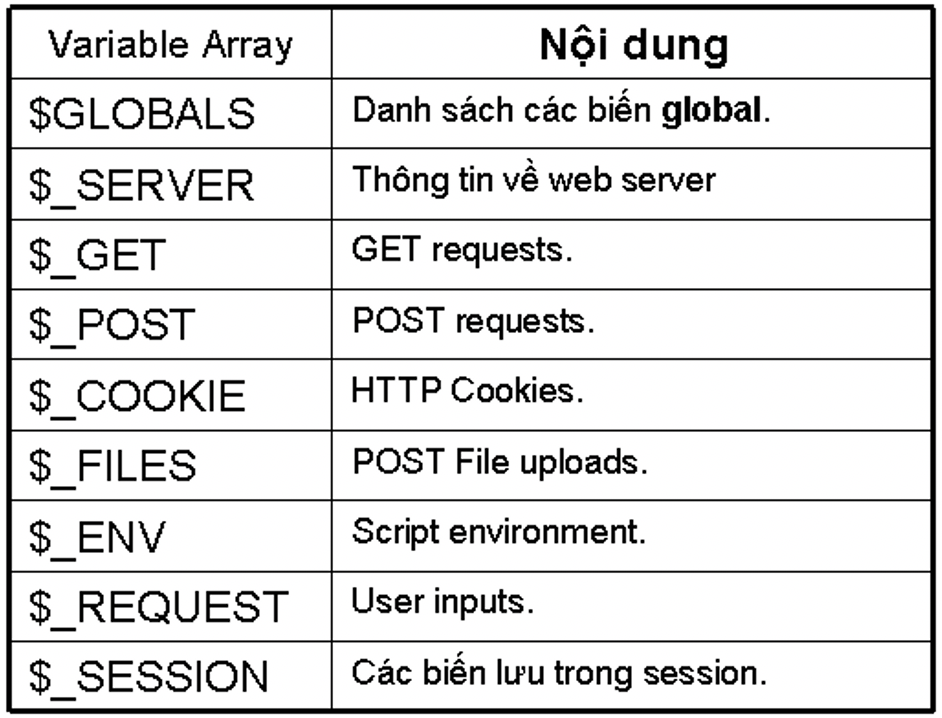 Variable Array Nội dung
$GLOBALS Danh sách các biến global.
$_SERVER Thông tin về web server
$_GET GET requests.
$_POST POST requests.
$_COOKIE HTTP Cookies.
$_FILES POST File uploads.
$_ENV Script environment.
$_REQUEST User inputs.
$_SESSION Các biến lưu trong session.